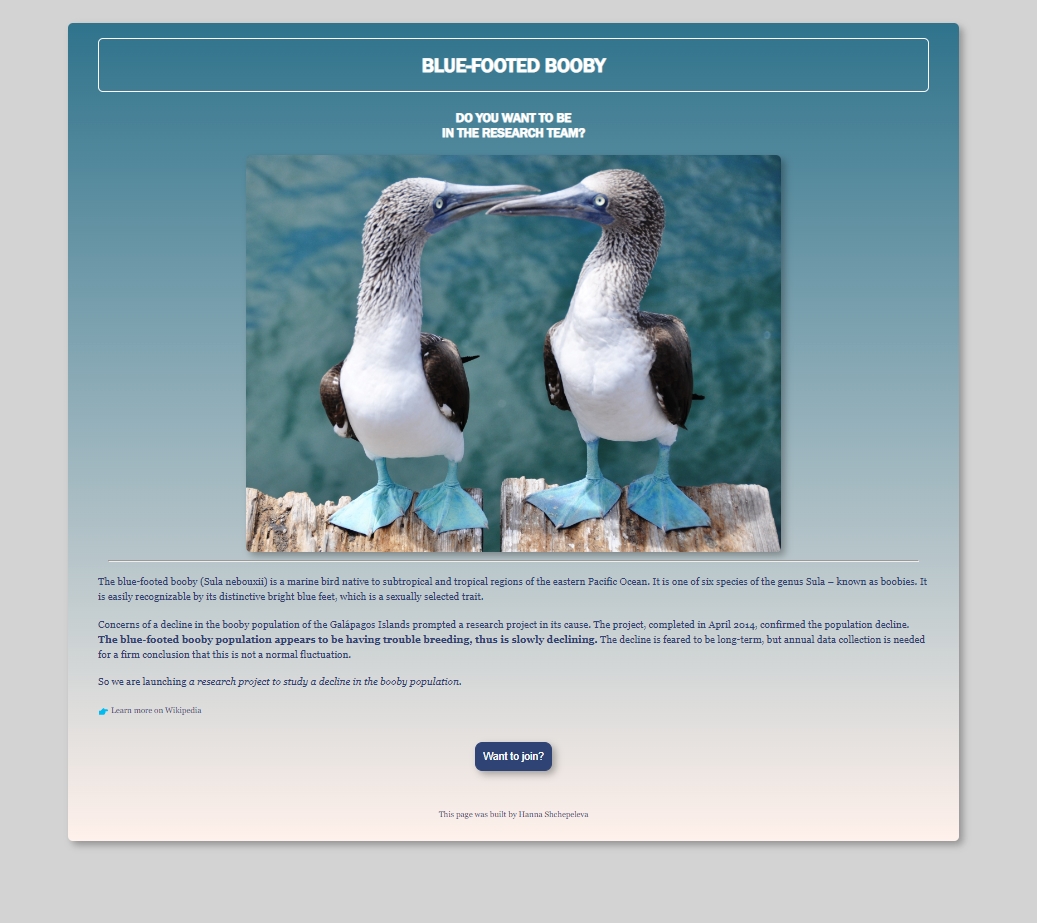 BLUE-FOOTED BOOBY
DO YOU WANT TO BE
IN THE RESEARCH TEAM?
The blue-footed booby (Sula nebouxii) is a marine bird native to subtropical and tropical regions of the eastern Pacific Ocean. It is one of six species of the genus Sula – known as boobies. It
is easily recognizable by its distinctive bright blue feet, which is a sexually selected trait.
Concerns of a decline in the booby population of the Galápagos Islands prompted a research project in its cause. The project, completed in April 2014, confirmed the population decline.
The blue-footed booby population appears to be having trouble breeding, thus is slowly declining. The decline is feared to be long-term, but annual data collection is needed
for a firm conclusion that this is not a normal fluctuation.
So we are launching a research project to study a decline in the booby population.
Learn more on Wikipedia
Want to join?
This page was built by Hanna Shchepeleva